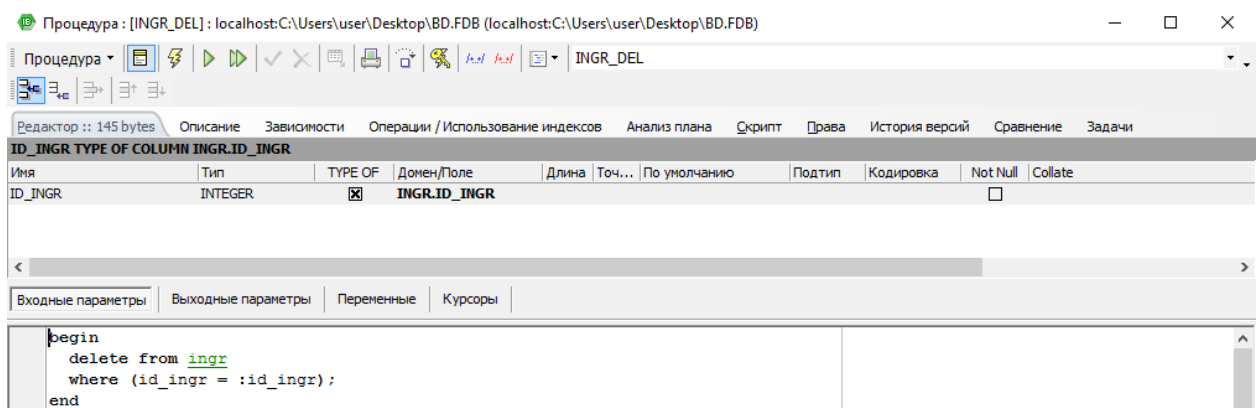 Процедура : [INGR_DEL] : localhost:C:\Users\user\Desktop\BD.FDB (localhost:C:\Users\user\Desktop\BD.FDB)
Процедура INGR_DEL
Редактор :: 145 bytes Описание Зависимости Операции / Использование индексов Анализ плана Скрипт Права История версий Сравнение Задачи
ID_INGR TYPE OF COLUMN INGR.ID_INGR
Имя Тип TYPE OF Домен/Поле Длина Точ... По умолчанию Подтип Кодировка Not Null Collate
ID_INGR INTEGER INGR.ID_INGR
Входные параметры Выходные параметры Переменные Курсоры
begin
delete from ingr
where (id_ingr = :id_ingr);
end